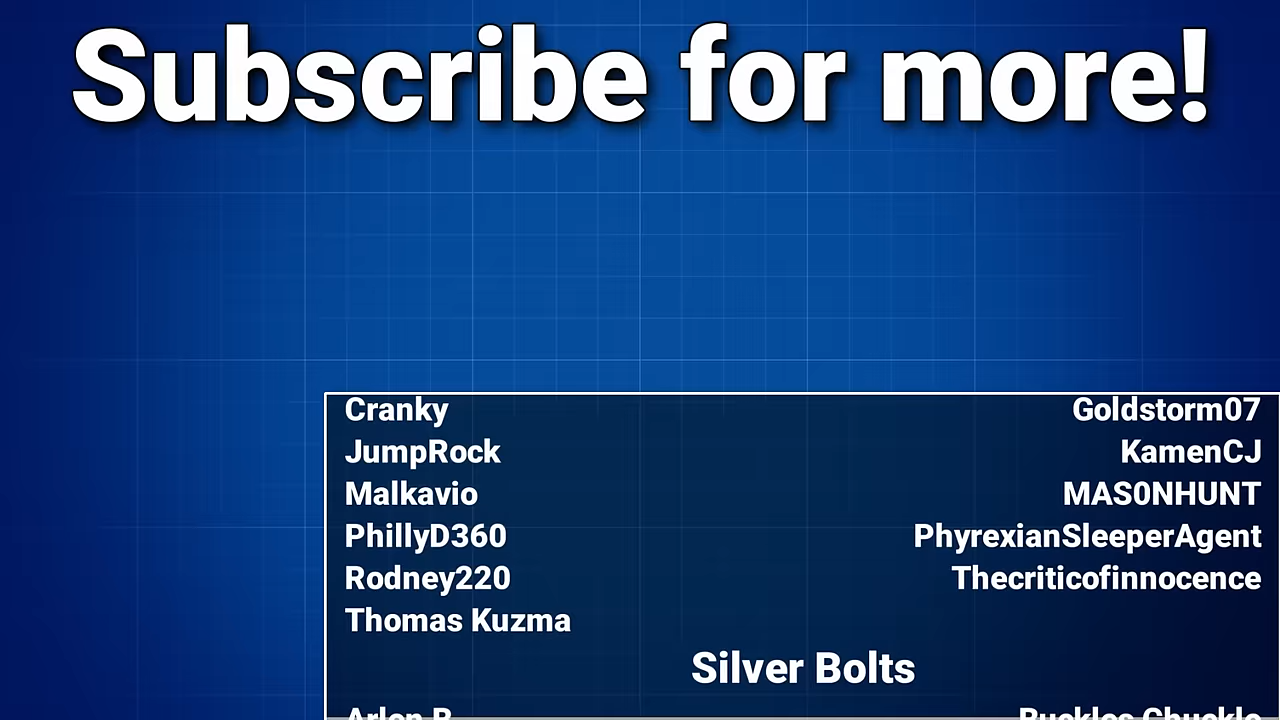 Subscribe for more!
Cranky Goldstorm07
JumpRock KamenCJ
Malkavio MAS0NHUNT
PhillyD360 PhyrexianSleeperAgent
Rodney220 Thecriticofinnocence
Thomas Kuzma
Silver Bolts